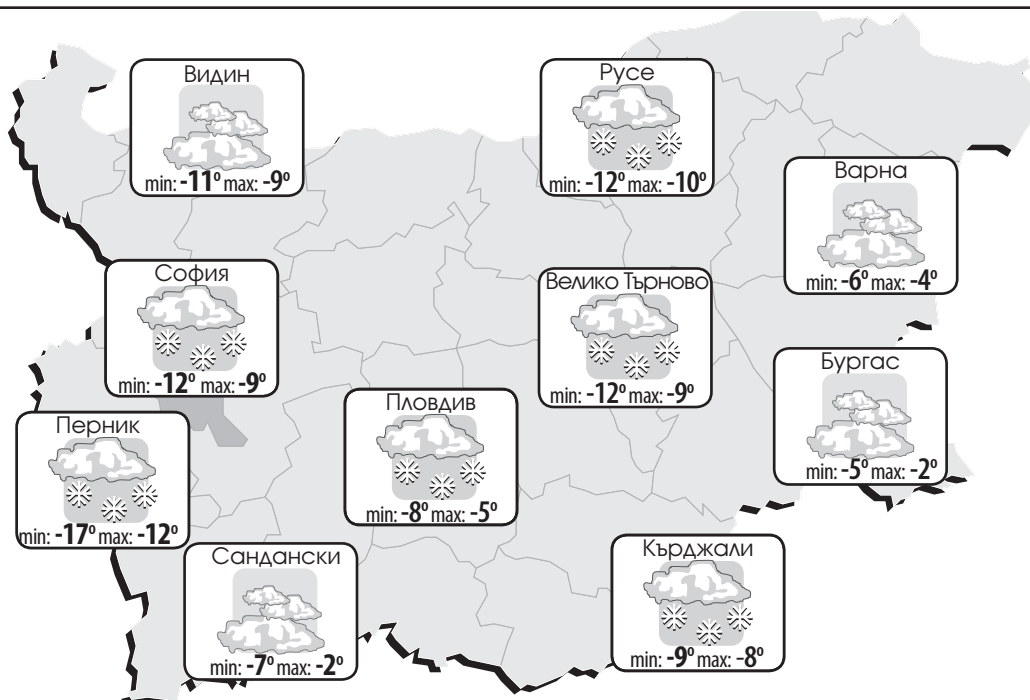 Видин
min: -11° max: -9°
Русе
min: -12° max: -10°
Варна
min: -6° max: -4°
София
min: -12° max: -9°
Велико Търново
min: -12° max: -9°
Бургас
min: -5° max: -2°
Пловдив
min: -8° max: -5°
Перник
min: -17° max: -12°
Сандански
min: -7° max: -2°
Кърджали
min: -9° max: -8°